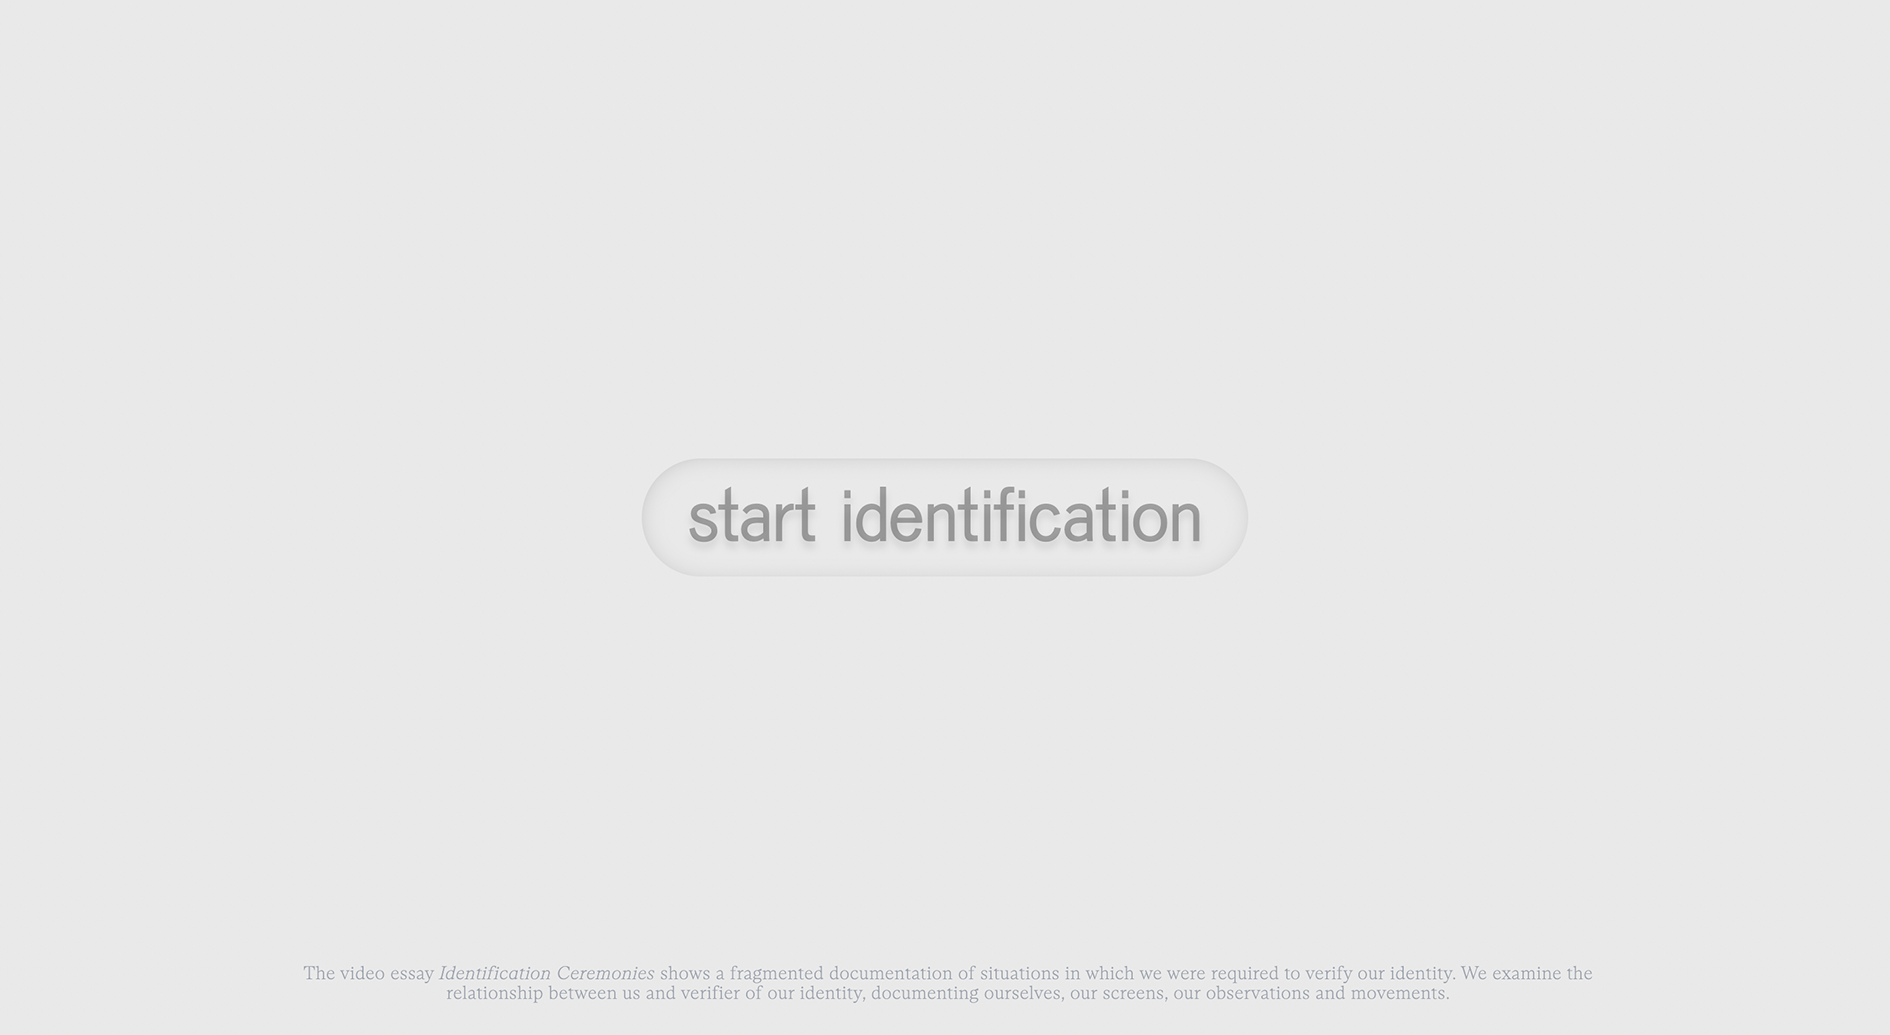 start identification
The video essay Identification Ceremonies shows a fragmented documentation of situations in which we were required to verify our identity. We examine the
relationship between us and verifier of our identity, documenting ourselves, our screens, our observations and movements.